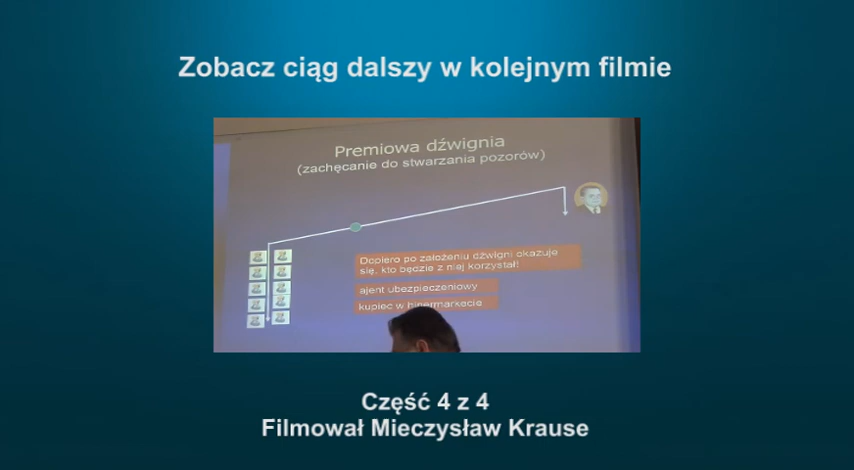 Zobacz ciąg dalszy w kolejnym filmie
Premiowa dźwignia
(zachęcanie do stwarzania pozorów)
Dopiero po założeniu dźwigni okazuje
się, kto będzie z niej korzystał!
ajent ubezpieczeniowy
kupiec w hipermarkecie
Część 4 z 4
Filmował Mieczysław Krause